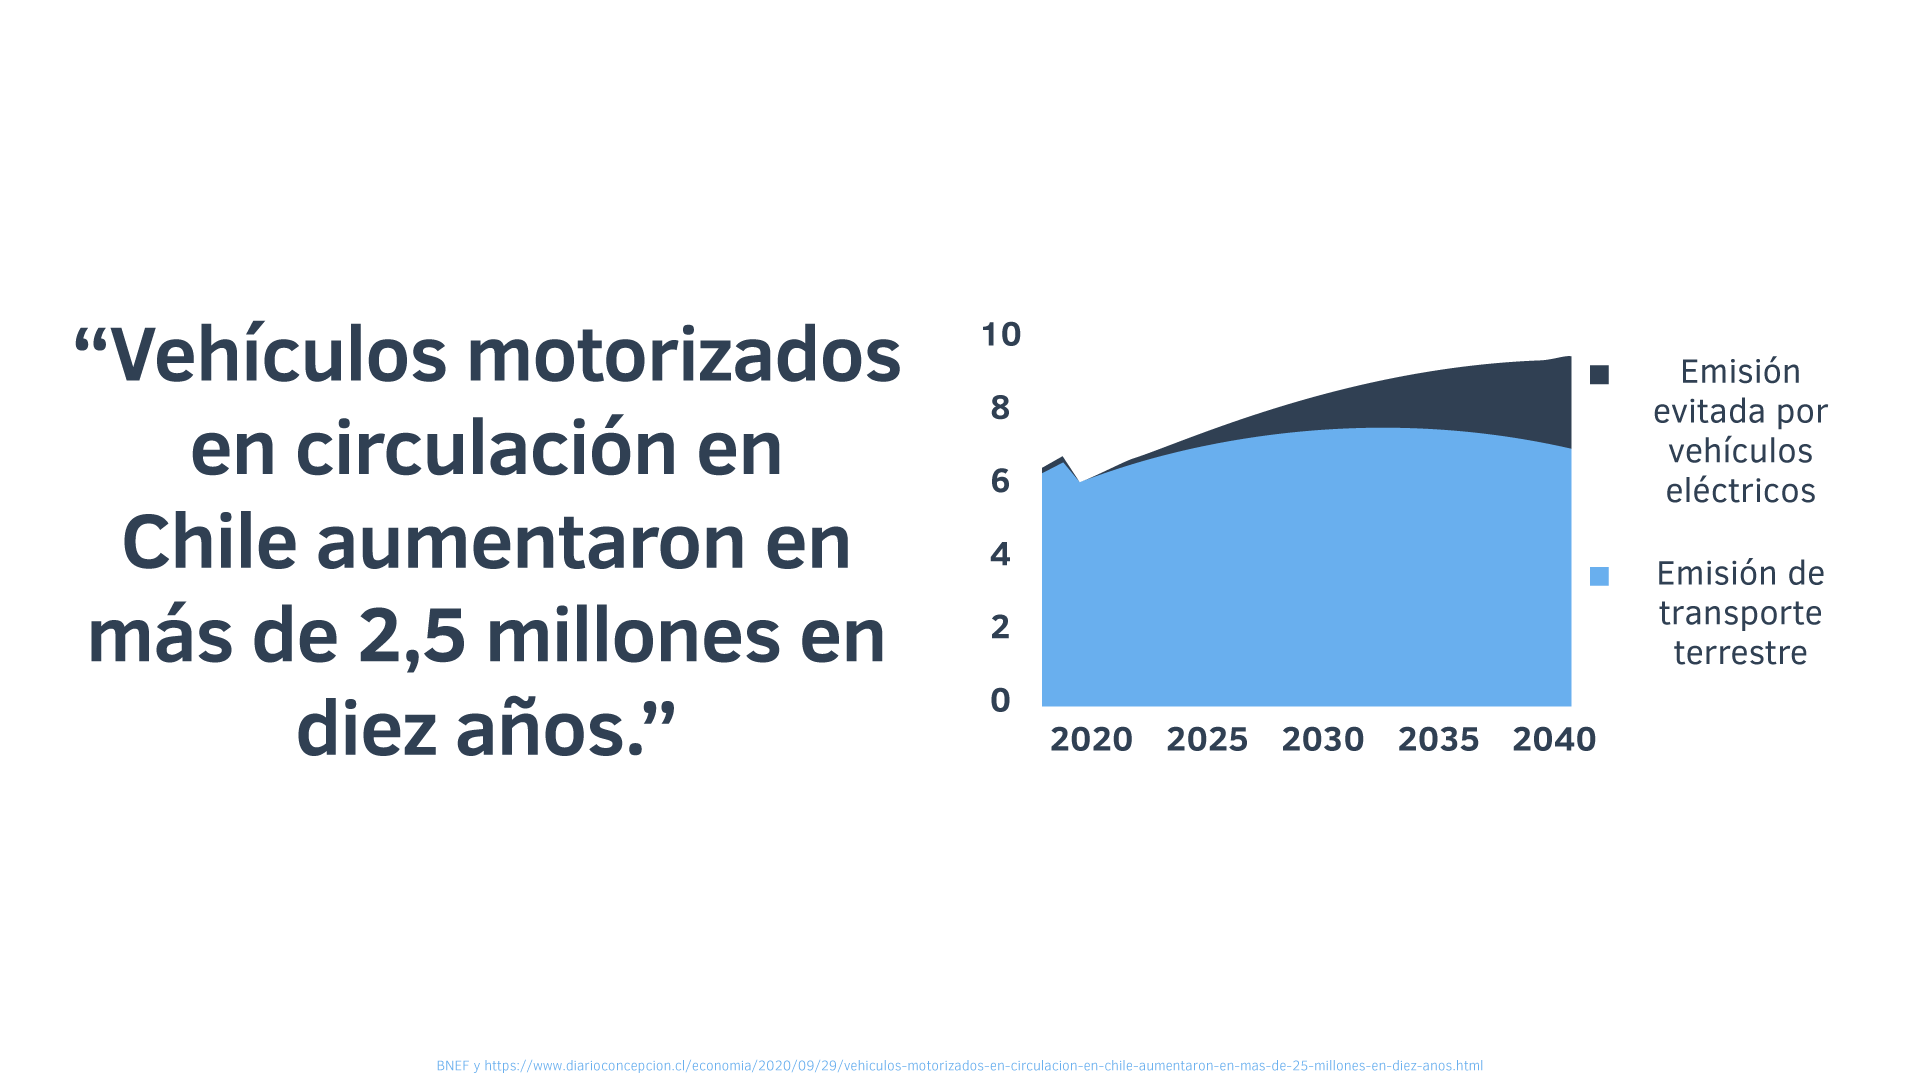 “Vehículos motorizados
en circulación en
Chile aumentaron en
más de 2,5 millones en
diez años.”
10
8
6
4
2
0
2020 2025 2030 2035 2040
Emisión
evitada por
vehículos
eléctricos
Emisión de
transporte
terrestre
BNEF y https://www.diarioconcepcion.cl/economia/2020/09/29/vehiculos-motorizados-en-circulacion-en-chile-aumentaron-en-mas-de-25-millones-en-diez-anos.html